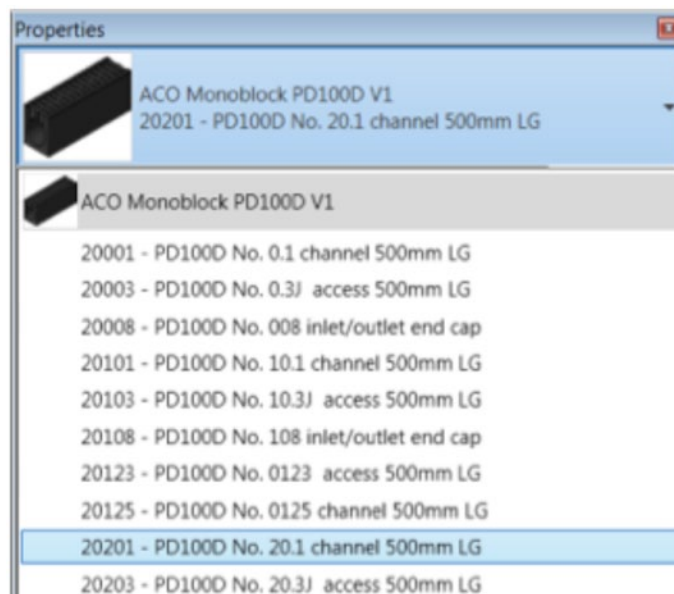 Properties
ACO Monoblock PD100D V1
20201 - PD100D No. 20.1 channel 500mm LG
ACO Monoblock PD100D V1
20001 - PD100D No. 0.1 channel 500mm LG
20003 - PD100D No. 0.3J  access 500mm LG
20008 - PD100D No. 008 inlet/outlet end cap
20101 - PD100D No. 10.1 channel 500mm LG
20103 - PD100D No. 10.3J  access 500mm LG
20108 - PD100D No. 108 inlet/outlet end cap
20123 - PD100D No. 0123  access 500mm LG
20125 - PD100D No. 0125 channel 500mm LG
20201 - PD100D No. 20.1 channel 500mm LG
20203 - PD100D No. 20.3J  access 500mm LG